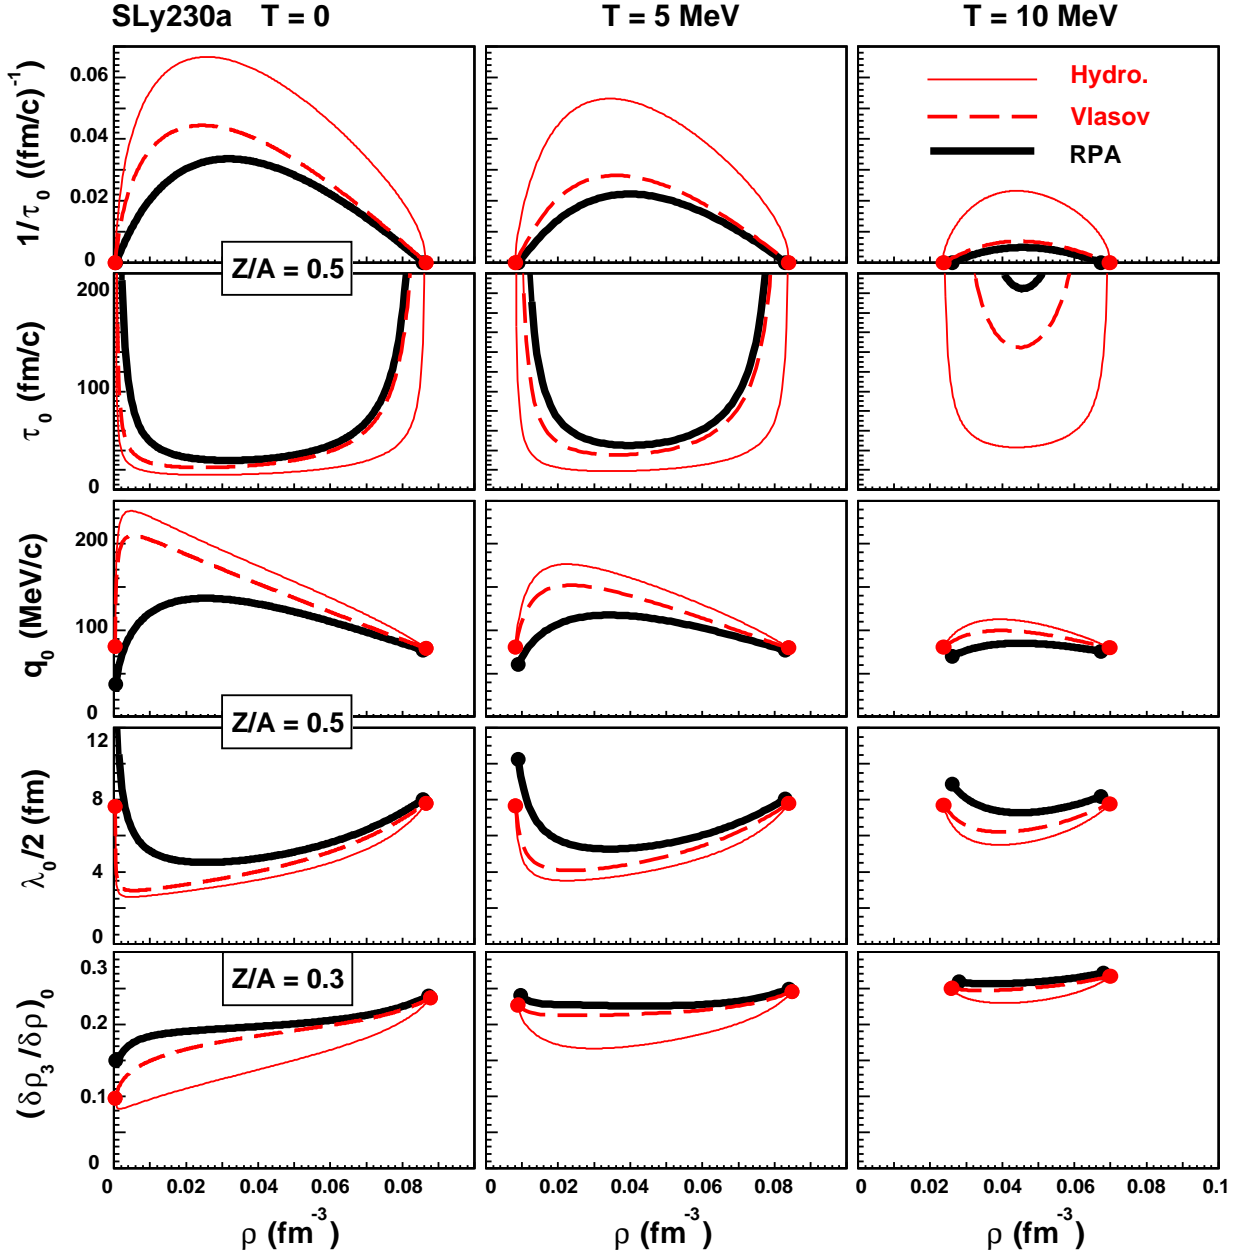 SLy230a T = 0
T = 5 MeV
T = 10 MeV
1/τ0 ((fm/c)-1)
0.06
0.04
0.02
0
Hydro.
Vlasov
RPA
Z/A = 0.5
τ0 (fm/c)
200
100
0
q0 (MeV/c)
200
100
0
Z/A = 0.5
λ0/2 (fm)
12
8
4
0
Z/A = 0.3
(δρ3/δρ)0
0.3
0.2
0.1
0
0 0.02 0.04 0.06 0.08
0 0.02 0.04 0.06 0.08
0 0.02 0.04 0.06 0.08 0.1
ρ (fm-3)
ρ (fm-3)
ρ (fm-3)